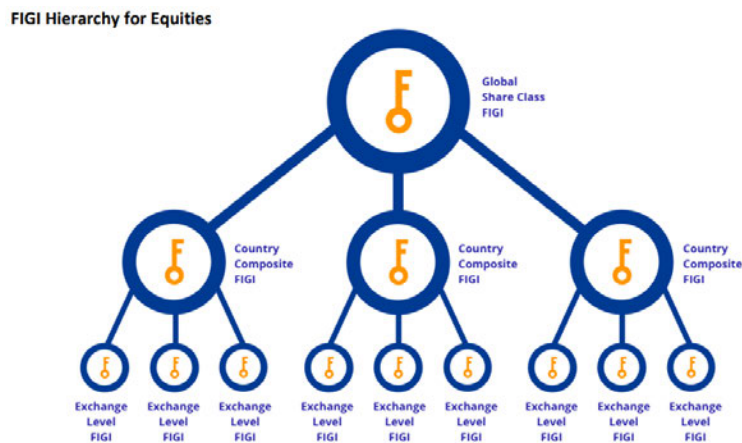 FIGI Hierarchy for Equities
Global
Share Class
FIGI
Country
Composite
FIGI
Country
Composite
FIGI
Country
Composite
FIGI
Exchange
Level
FIGI
Exchange
Level
FIGI
Exchange
Level
FIGI
Exchange
Level
FIGI
Exchange
Level
FIGI
Exchange
Level
FIGI
Exchange
Level
FIGI
Exchange
Level
FIGI
Exchange
Level
FIGI